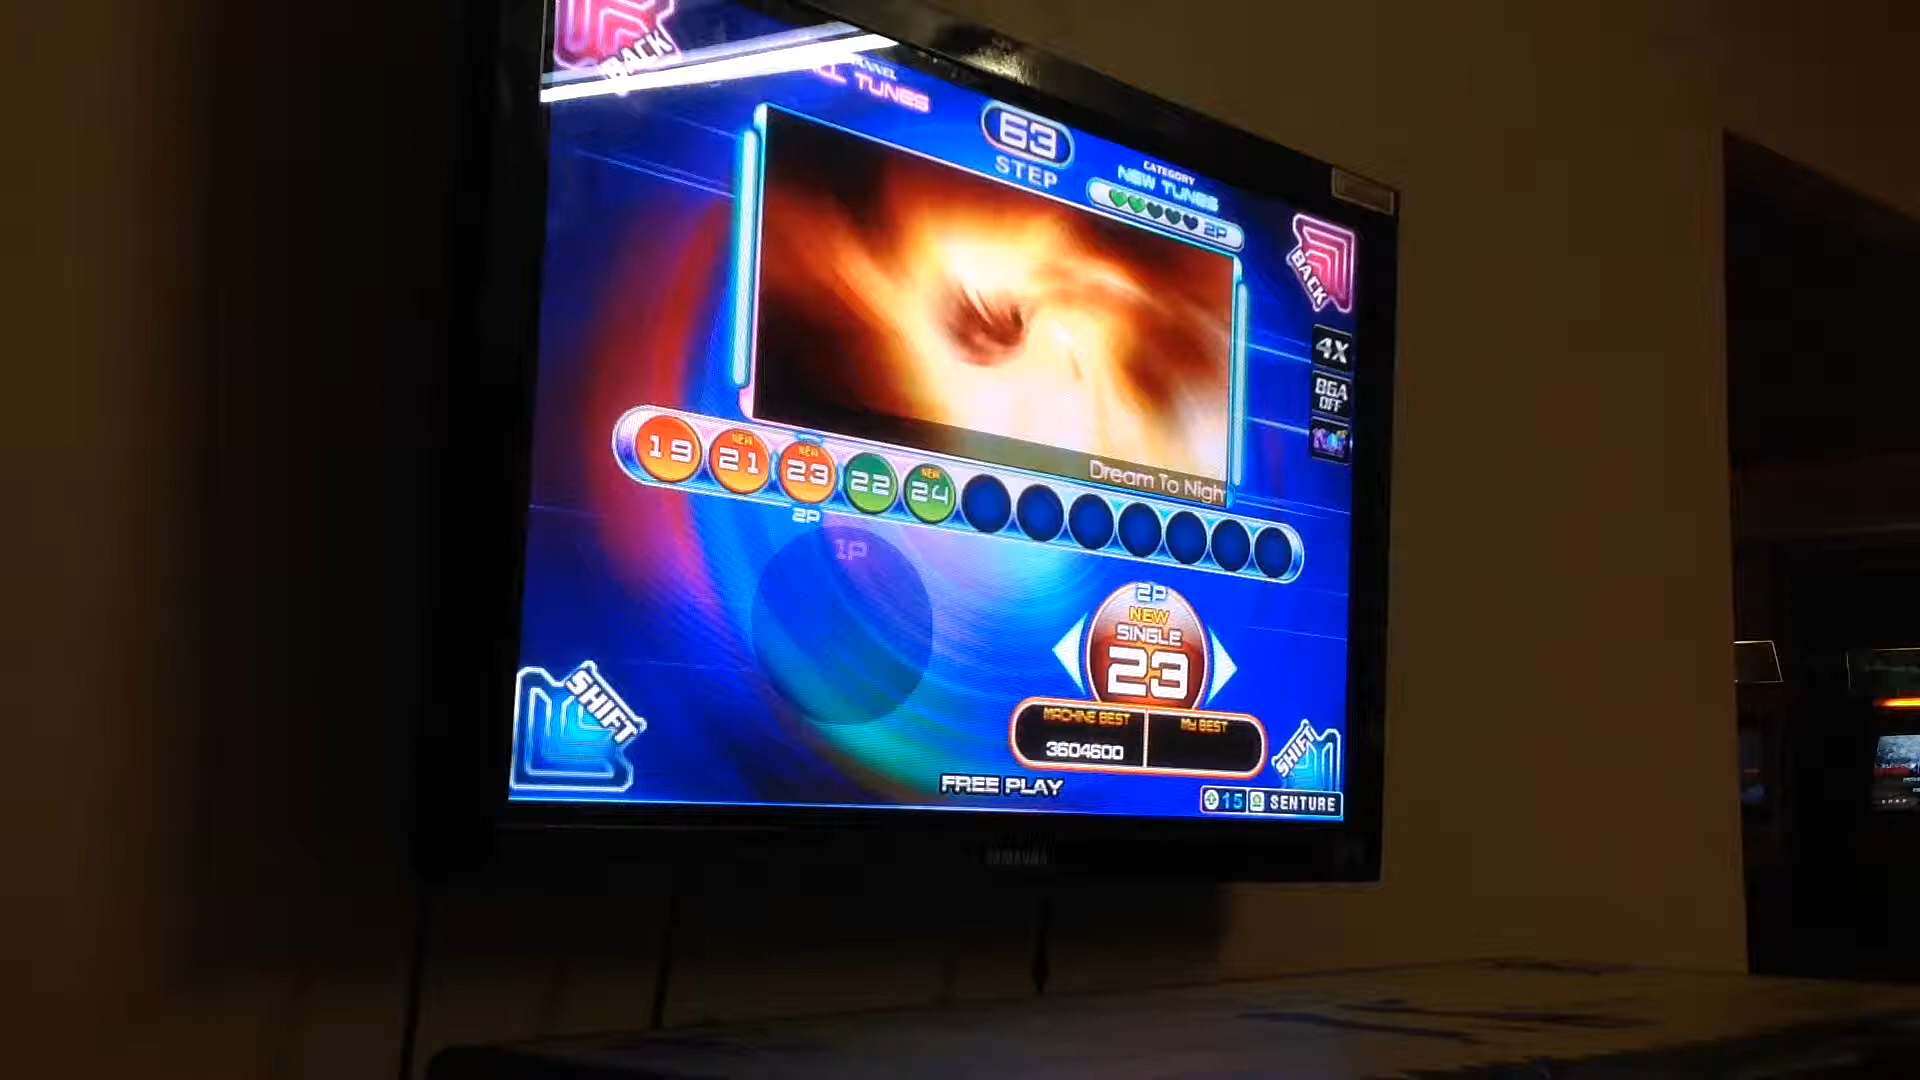 BACK
TUNES
63
STEP
CATEGORY
NEW TUNES
2P
BACK
4X
BGA
OFF
Dream To Nigh
19
NEW
21
NEW
23
22
NEW
24
2P
1P
2P
NEW
SINGLE
23
SHIFT
MACHINE BEST
MY BEST
3604600
SHIFT
FREE PLAY
15
SENTURE
SAMSUNG